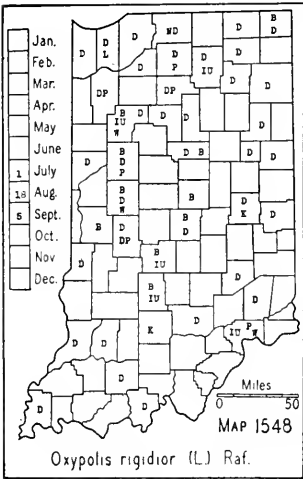 Jan.
Feb.
Mar.
Apr.
May
June
1 July
18 Aug.
5 Sept.
Oct.
Nov
Dec.
D
D
L
D
ND
D
D
B
D
D
D
P
D
IU
D
D
DP
D
B
IU
W
D
D
D
D
D
D B
D
D
B
D
P
B
D
W
B
D
K
B
D
B
D
DP
D
B
IU
D
B
IU
D
K
D
IU
P
W
D
D
D
D
D
Miles
0 50
MAP 1548
Oxypolis rigidior (L.) Raf.